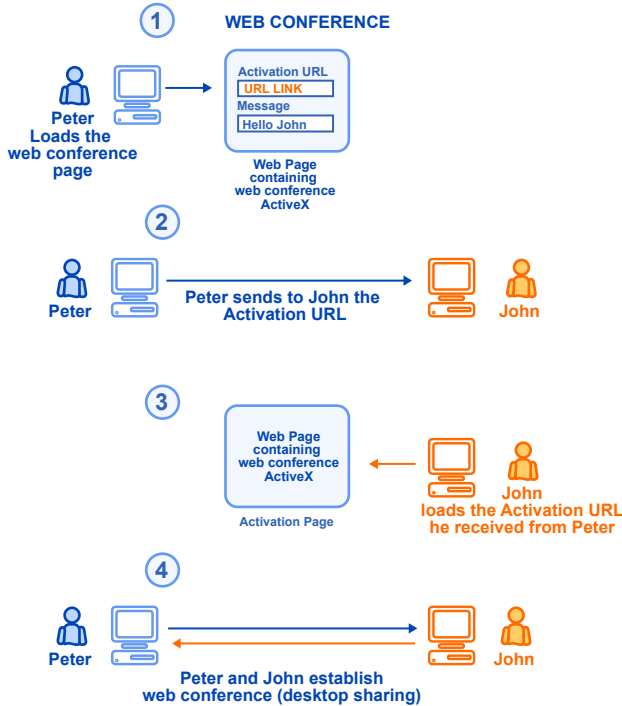 1
WEB CONFERENCE
Activation URL
URL LINK
Message
Hello John
Peter
Loads the
web conference
page
Web Page
containing
web conference
ActiveX
2
Peter
Peter sends to John the
Activation URL
John
3
Web Page
containing
web conference
ActiveX
Activation Page
John
loads the Activation URL
he received from Peter
4
Peter
John
Peter and John establish
web conference (desktop sharing)